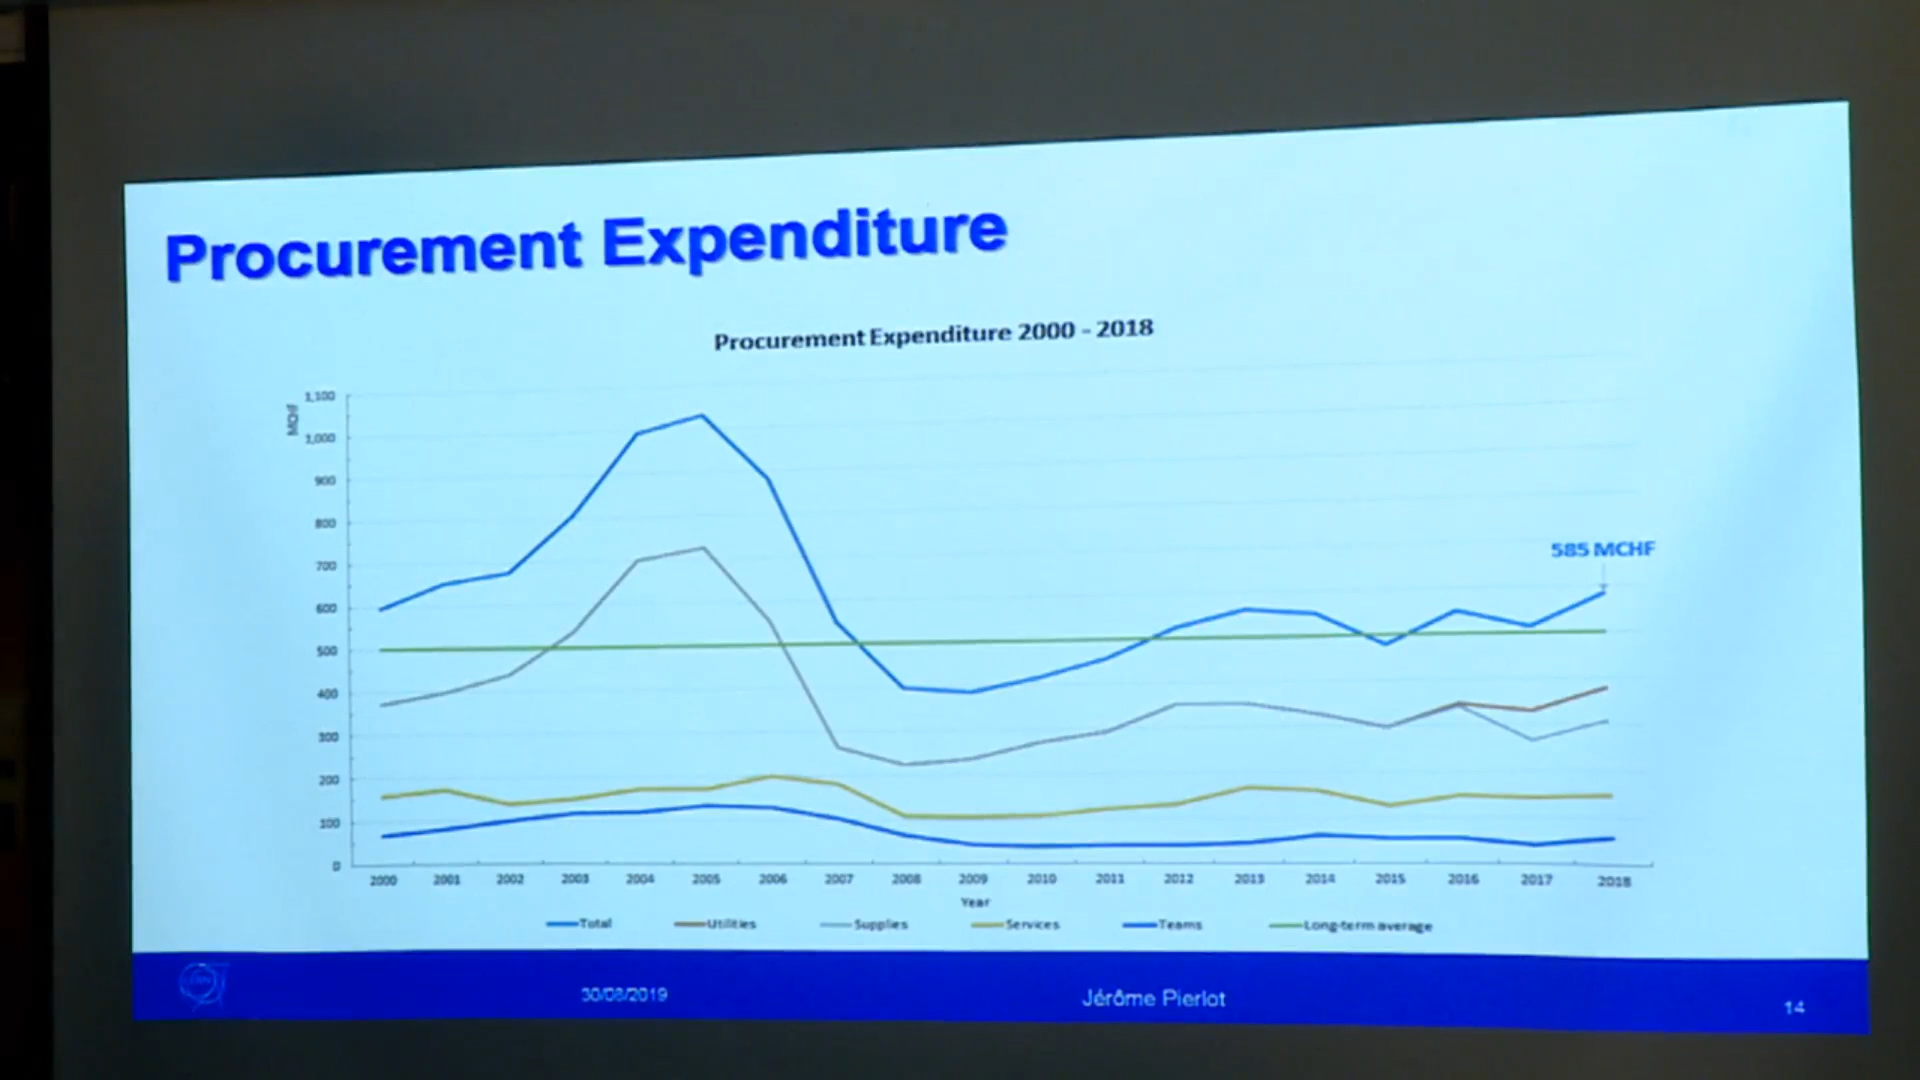 Procurement Expenditure
Procurement Expenditure 2000 - 2018
MCHF
1,100
1,000
900
800
700
600
500
400
300
200
100
0
585 MCHF
2000 2001 2002 2003 2004 2005 2006 2007 2008 2009 2010 2011 2012 2013 2014 2015 2016 2017 2018
Year
Total Utilities Supplies Services Teams Long-term average
CERN
30/08/2019 Jérôme Pierlot 14